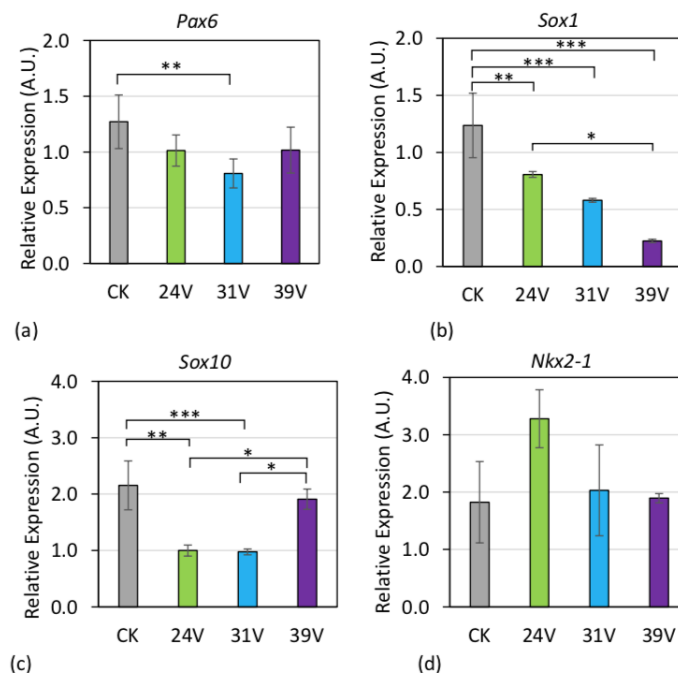 Pax6
Relative Expression (A.U.)
2.0
1.5
1.0
0.5
0.0
**
CK 24V 31V 39V
(a)
Sox1
Relative Expression (A.U.)
2.0
1.5
1.0
0.5
0.0
***
***
**
*
CK 24V 31V 39V
(b)
Sox10
Relative Expression (A.U.)
4.0
3.0
2.0
1.0
0.0
***
**
*
*
CK 24V 31V 39V
(c)
Nkx2-1
Relative Expression (A.U.)
4.0
3.0
2.0
1.0
0.0
CK 24V 31V 39V
(d)